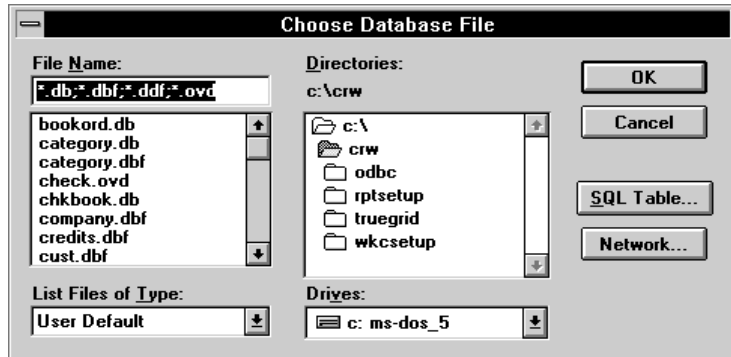 Choose Database File
File Name:
*.db;*.dbf;*.ddf;*.ovd
bookord.db
category.db
category.dbf
check.ovd
chkbook.db
company.dbf
credits.dbf
cust.dbf
List Files of Type:
User Default
Directories:
c:\crw
c:\
crw
odbc
rptsetup
truegrid
wkcsetup
Drives:
c: ms-dos_5
OK
Cancel
SQL Table...
Network...